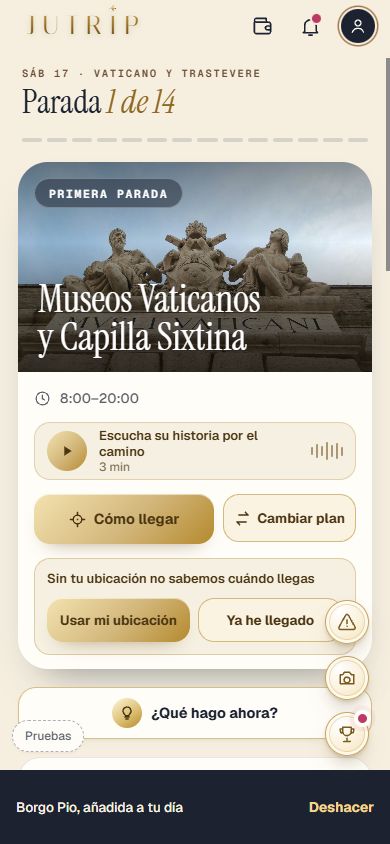 JUTRIP
SÁB 17 · VATICANO Y TRASTEVERE
Parada 1 de 14
PRIMERA PARADA
Museos Vaticanos
y Capilla Sixtina
8:00–20:00
Escucha su historia por el
camino
3 min
Cómo llegar
Cambiar plan
Sin tu ubicación no sabemos cuándo llegas
Usar mi ubicación
Ya he llegado
¿Qué hago ahora?
Pruebas
Borgo Pio, añadida a tu día
Deshacer